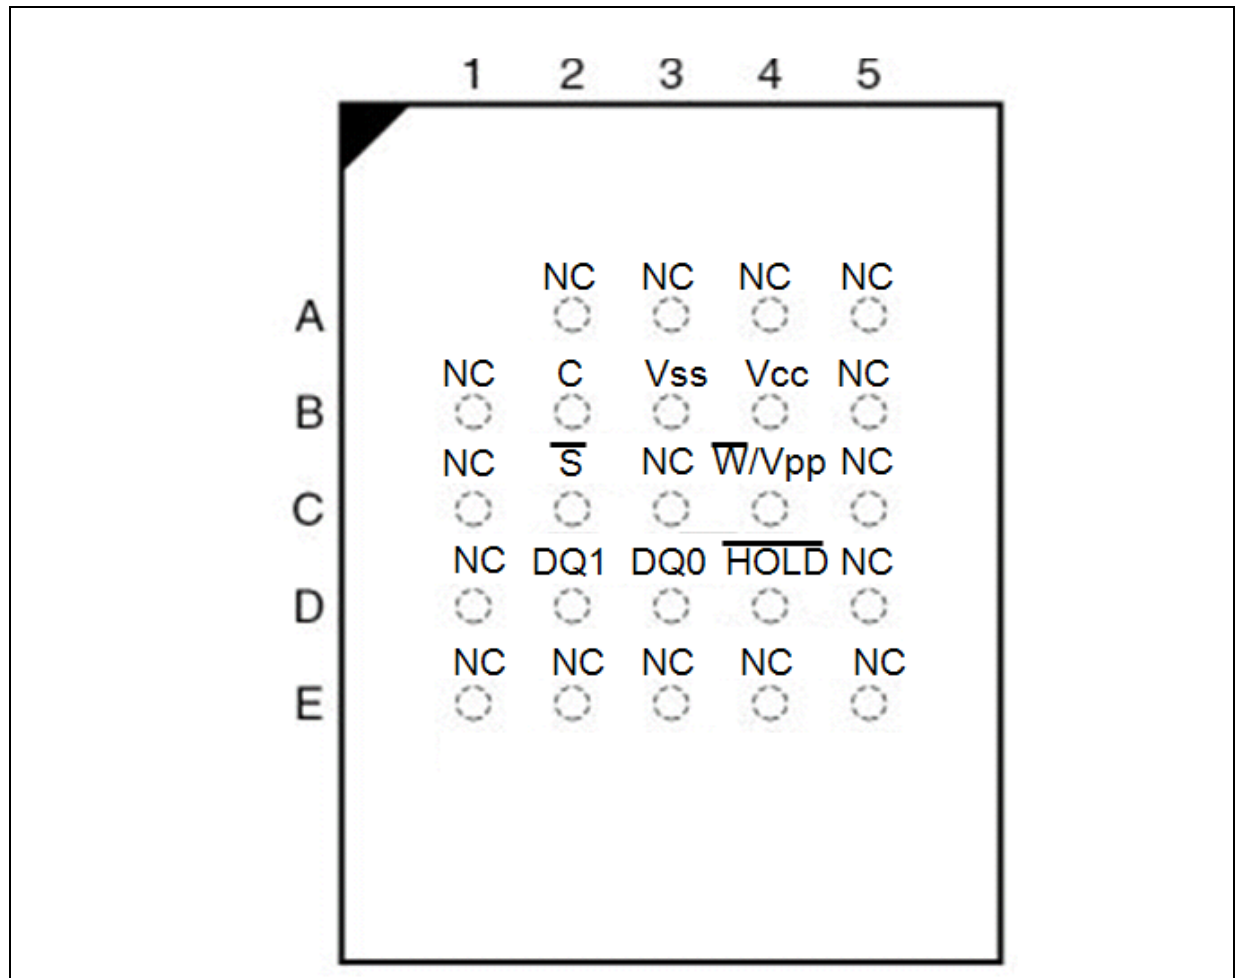 1 2 3 4 5
NC NC NC NC
A
NC C Vss Vcc NC
B
NC S̅ NC W̅/Vpp NC
C
NC DQ1 DQ0 H̅O̅L̅D̅ NC
D
NC NC NC NC NC
E